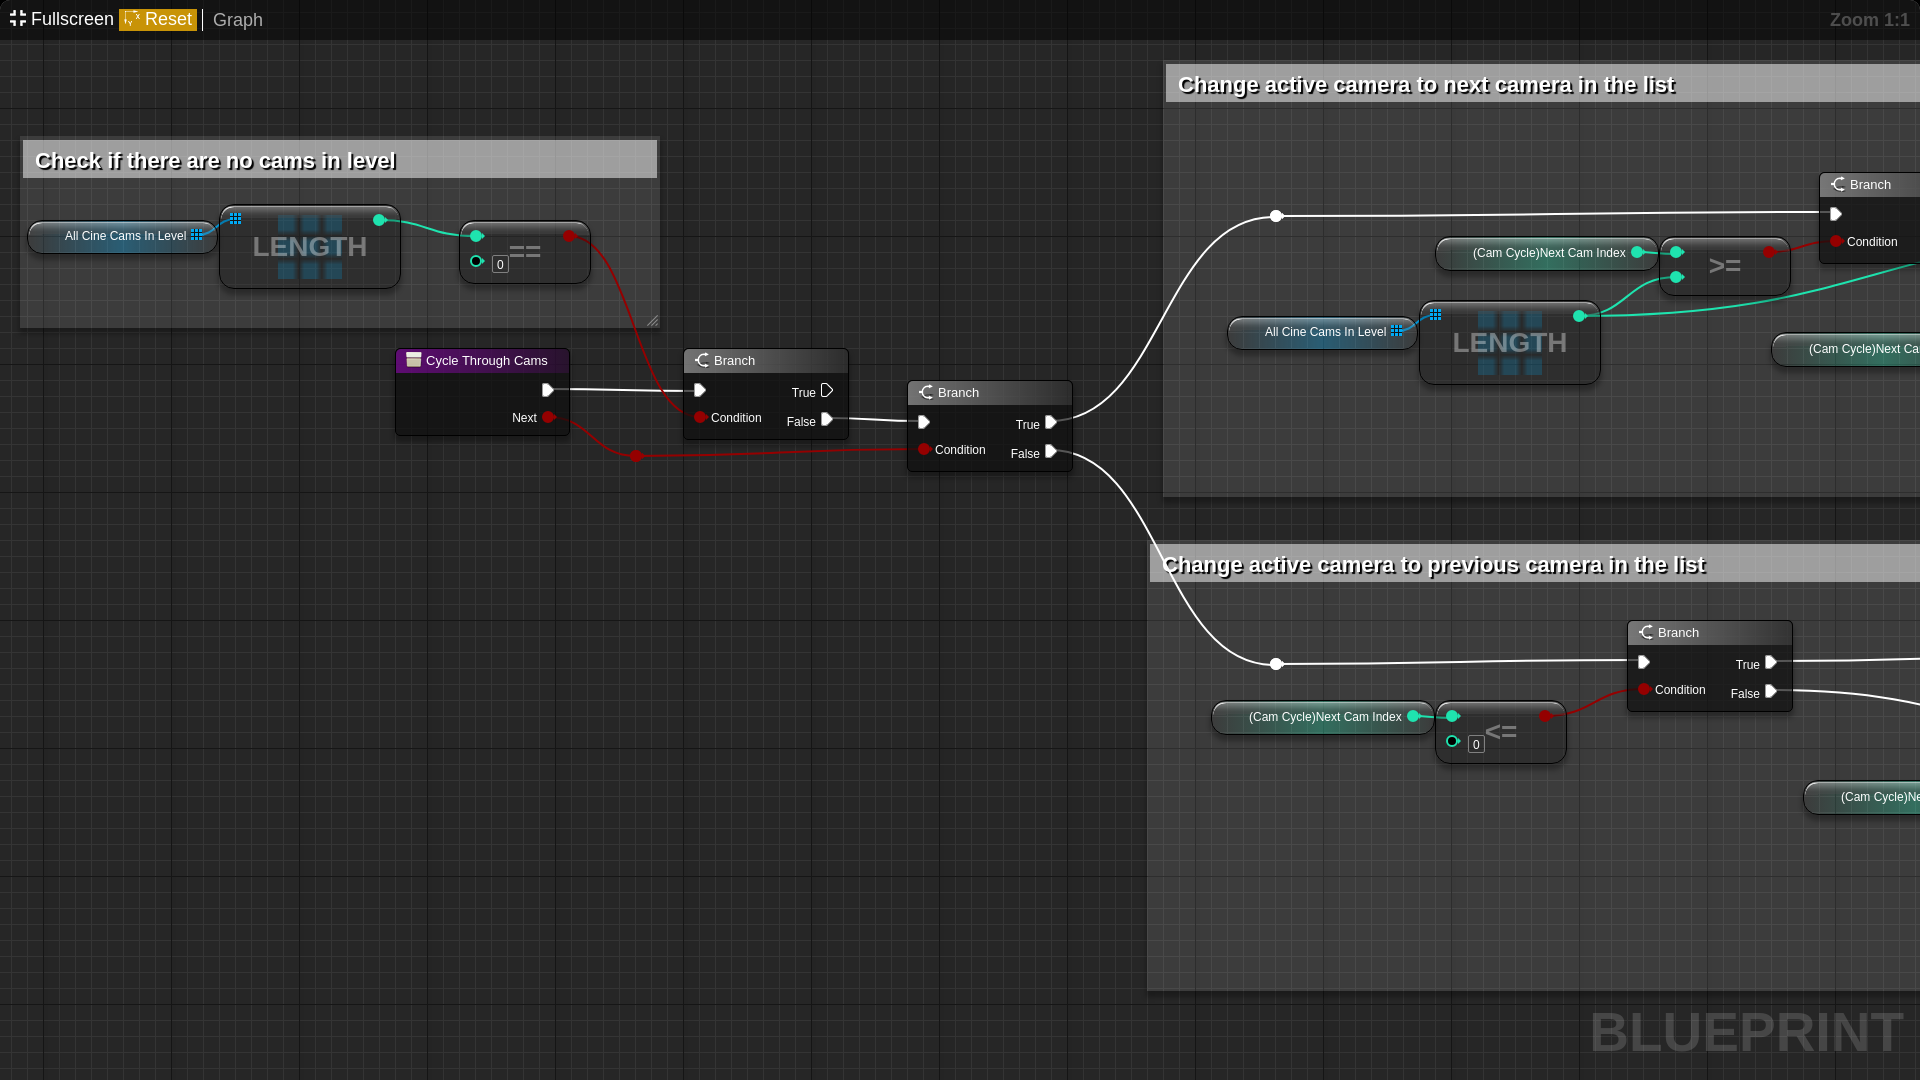 Fullscreen Reset Graph Zoom 1:1
Change active camera to next camera in the list
Check if there are no cams in level
All Cine Cams In Level
LENGTH
0
==
Cycle Through Cams
Next
Branch
True
Condition
False
Branch
True
Condition
False
Branch
Condition
(Cam Cycle)Next Cam Index
>=
All Cine Cams In Level
LENGTH
(Cam Cycle)Next Ca
Change active camera to previous camera in the list
Branch
True
Condition
False
(Cam Cycle)Next Cam Index
0
<=
(Cam Cycle)Ne
BLUEPRINT